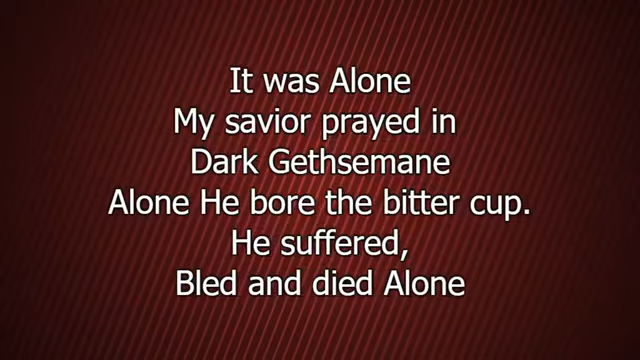 It was Alone
My savior prayed in
Dark Gethsemane
Alone He bore the bitter cup.
He suffered,
Bled and died Alone